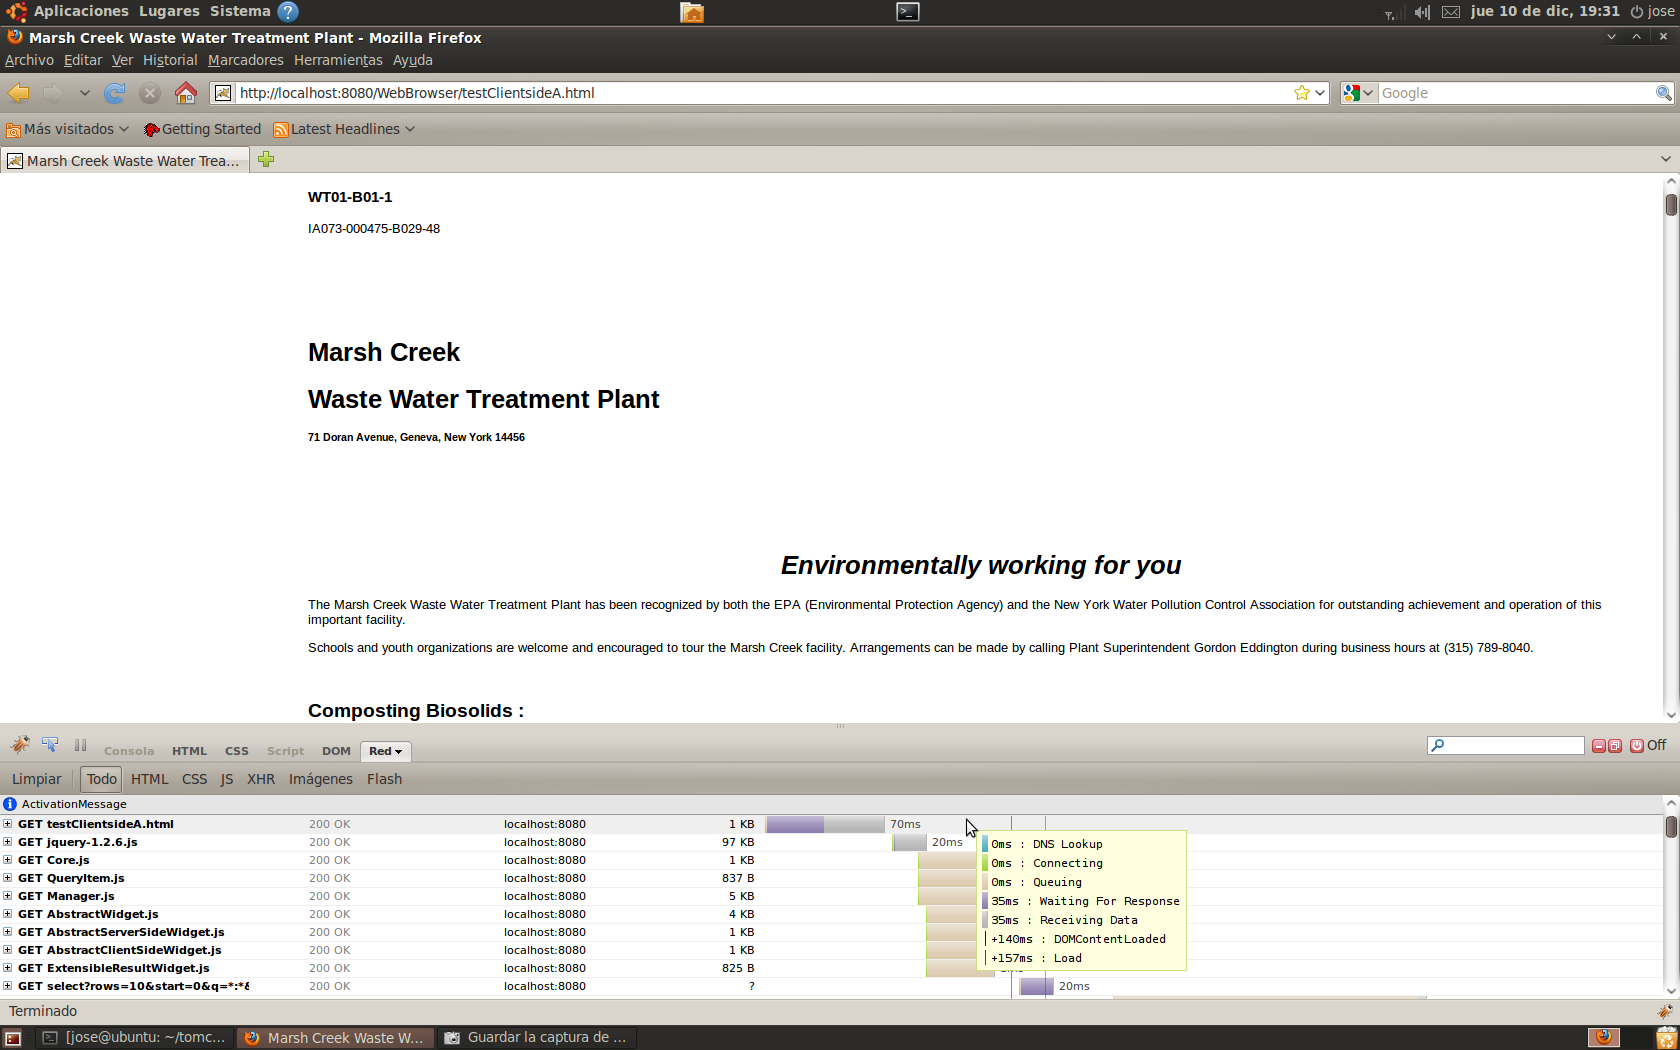 Aplicaciones Lugares Sistema ? jue 10 de dic, 19:31 jose
Marsh Creek Waste Water Treatment Plant - Mozilla Firefox
Archivo Editar Ver Historial Marcadores Herramientas Ayuda
http://localhost:8080/WebBrowser/testClientsideA.html Google
Más visitados Getting Started Latest Headlines
Marsh Creek Waste Water Trea...
WT01-B01-1
IA073-000475-B029-48
Marsh Creek
Waste Water Treatment Plant
71 Doran Avenue, Geneva, New York 14456
Environmentally working for you
The Marsh Creek Waste Water Treatment Plant has been recognized by both the EPA (Environmental Protection Agency) and the New York Water Pollution Control Association for outstanding achievement and operation of this
important facility.
Schools and youth organizations are welcome and encouraged to tour the Marsh Creek facility. Arrangements can be made by calling Plant Superintendent Gordon Eddington during business hours at (315) 789-8040.
Composting Biosolids :
Consola HTML CSS Script DOM Red Off
Limpiar Todo HTML CSS JS XHR Imágenes Flash
ActivationMessage
GET testClientsideA.html 200 OK localhost:8080 1 KB 70ms
GET jquery-1.2.6.js 200 OK localhost:8080 97 KB 20ms
GET Core.js 200 OK localhost:8080 1 KB
GET QueryItem.js 200 OK localhost:8080 837 B
GET Manager.js 200 OK localhost:8080 5 KB
GET AbstractWidget.js 200 OK localhost:8080 4 KB
GET AbstractServerSideWidget.js 200 OK localhost:8080 1 KB
GET AbstractClientSideWidget.js 200 OK localhost:8080 1 KB
GET ExtensibleResultWidget.js 200 OK localhost:8080 825 B
GET select?rows=10&start=0&q=*:*& 200 OK localhost:8080 ? 20ms
0ms : DNS Lookup
0ms : Connecting
0ms : Queuing
35ms : Waiting For Response
35ms : Receiving Data
+140ms : DOMContentLoaded
+157ms : Load
Terminado
[jose@ubuntu: ~/tomc... Marsh Creek Waste W... Guardar la captura de ...